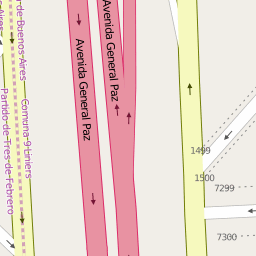 de Buenos Aires
Comuna 9 Liniers
Partido de Tres de Febrero
Avenida General Paz
Avenida General Paz
1499
1500
7299
7300